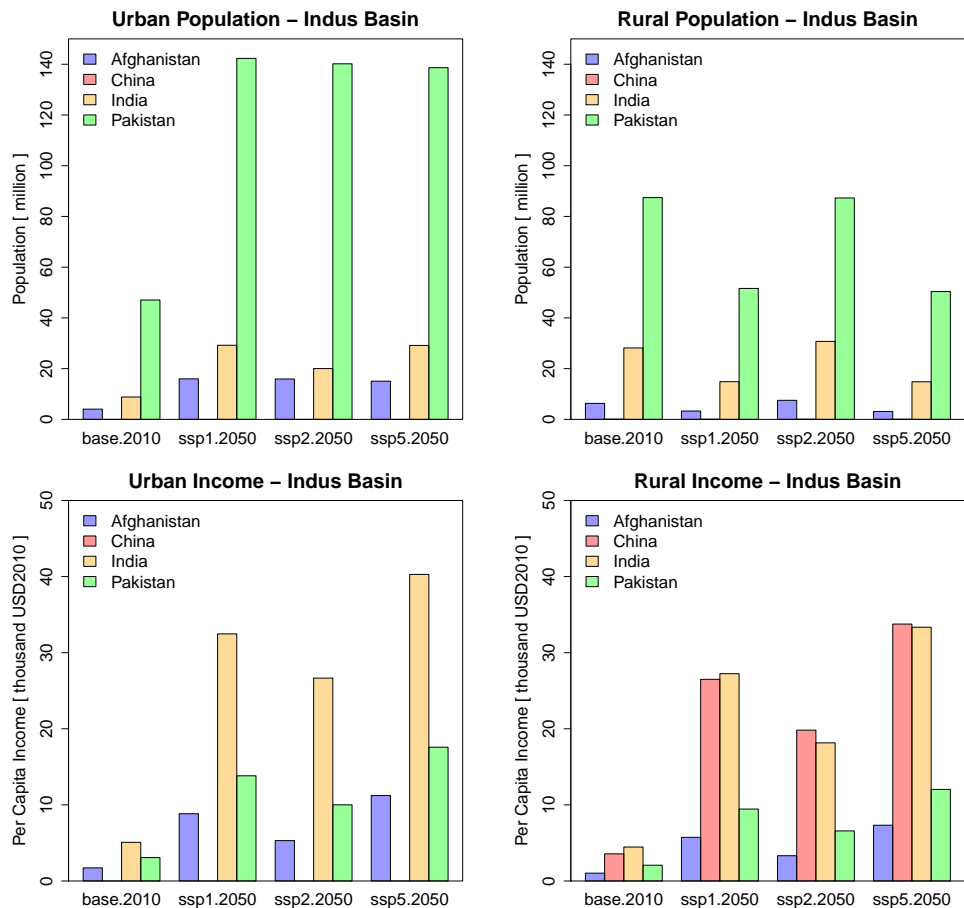 Urban Population – Indus Basin
Population [ million ]
0 20 40 60 80 100 120 140
Afghanistan
China
India
Pakistan
base.2010 ssp1.2050 ssp2.2050 ssp5.2050
Rural Population – Indus Basin
Population [ million ]
0 20 40 60 80 100 120 140
Afghanistan
China
India
Pakistan
base.2010 ssp1.2050 ssp2.2050 ssp5.2050
Urban Income – Indus Basin
Per Capita Income [ thousand USD2010 ]
0 10 20 30 40 50
Afghanistan
China
India
Pakistan
base.2010 ssp1.2050 ssp2.2050 ssp5.2050
Rural Income – Indus Basin
Per Capita Income [ thousand USD2010 ]
0 10 20 30 40 50
Afghanistan
China
India
Pakistan
base.2010 ssp1.2050 ssp2.2050 ssp5.2050